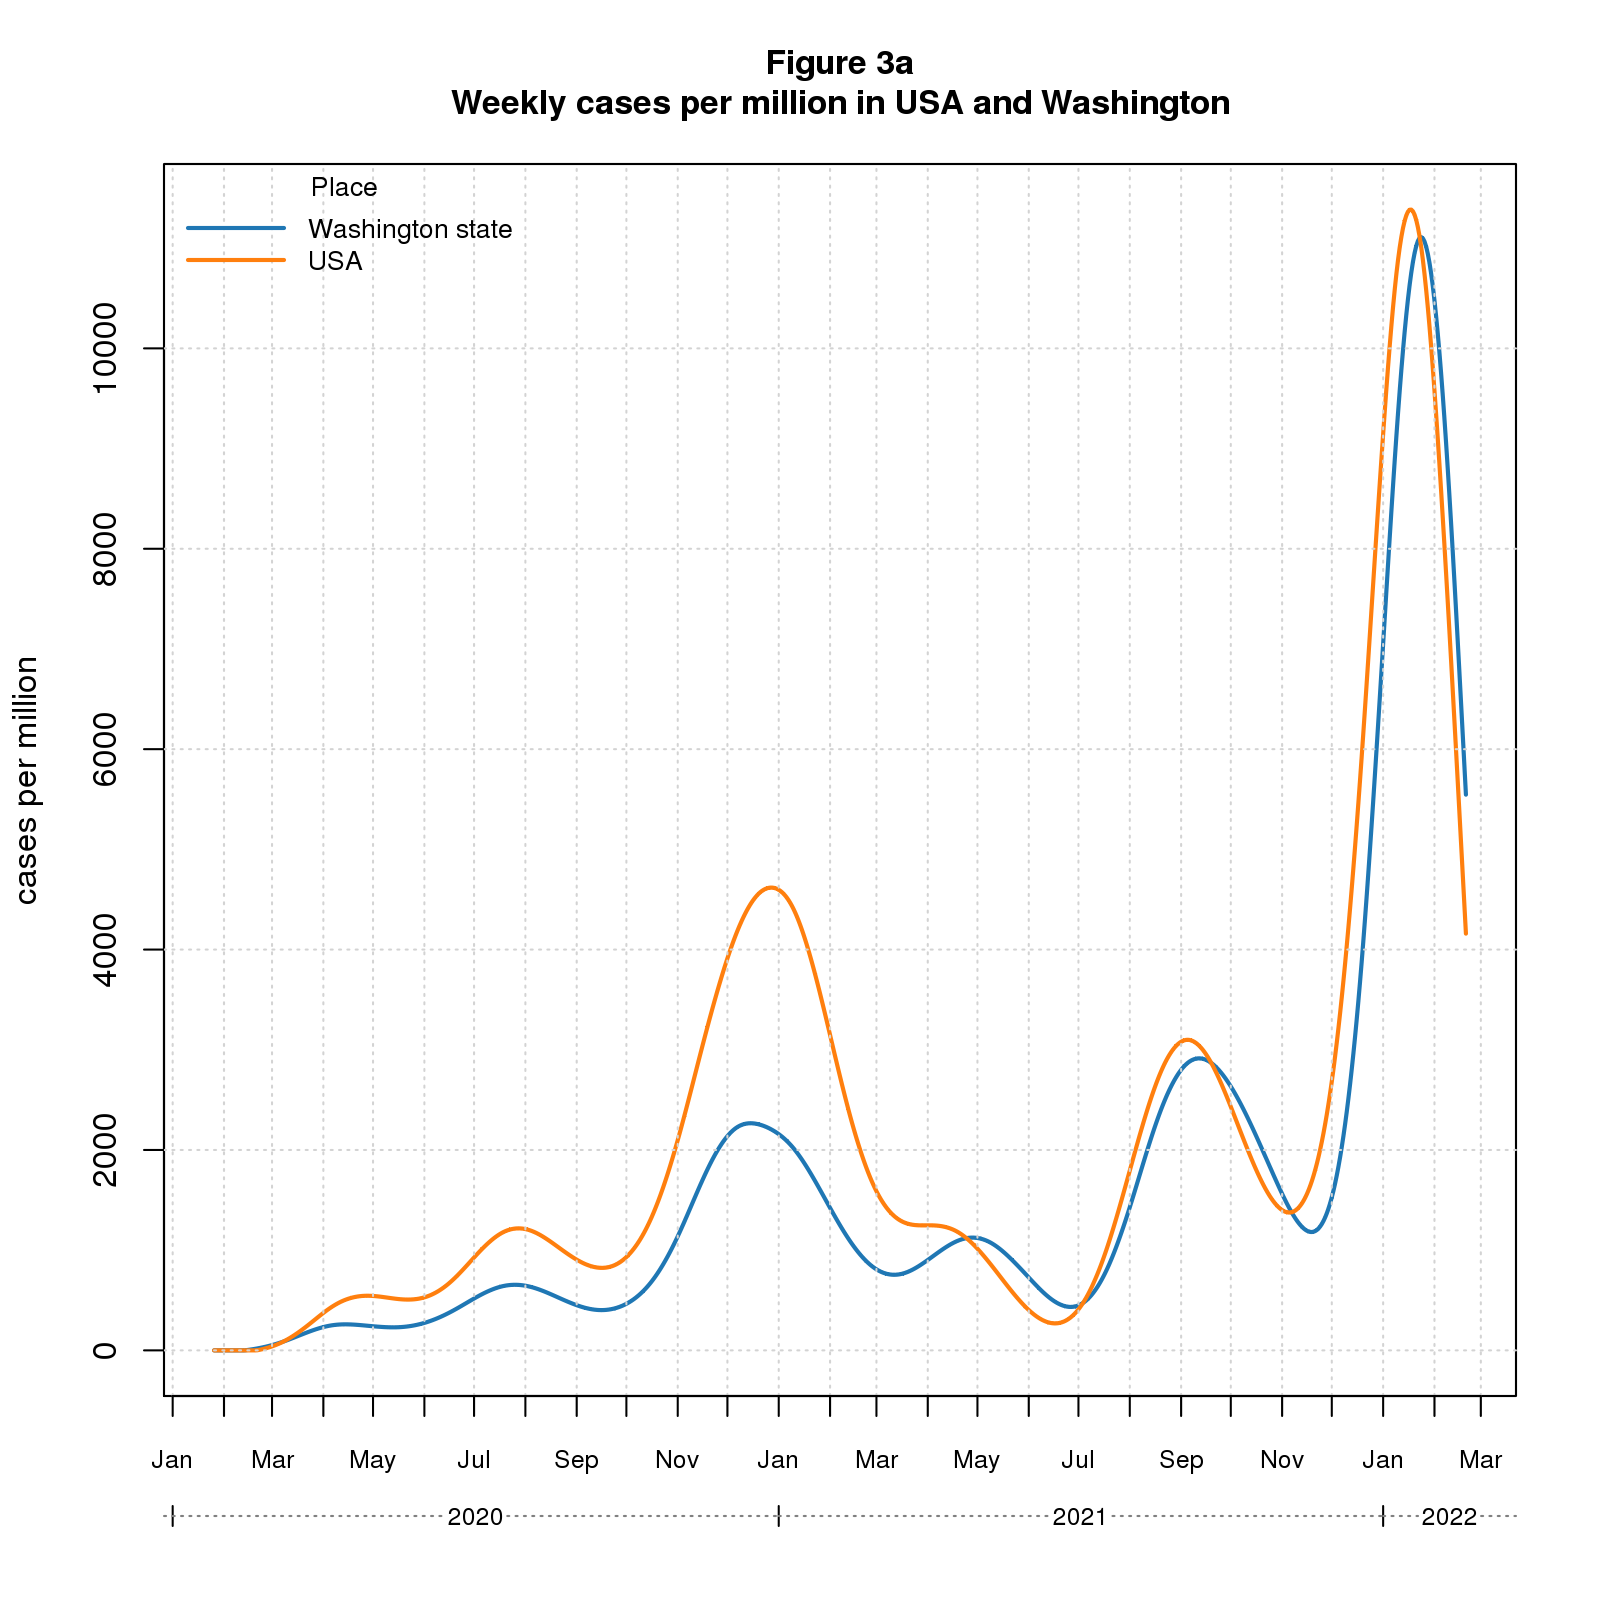 Figure 3a
Weekly cases per million in USA and Washington
Place
Washington state
USA
cases per million
10000
8000
6000
4000
2000
0
Jan Mar May Jul Sep Nov Jan Mar May Jul Sep Nov Jan Mar
2020 2021 2022